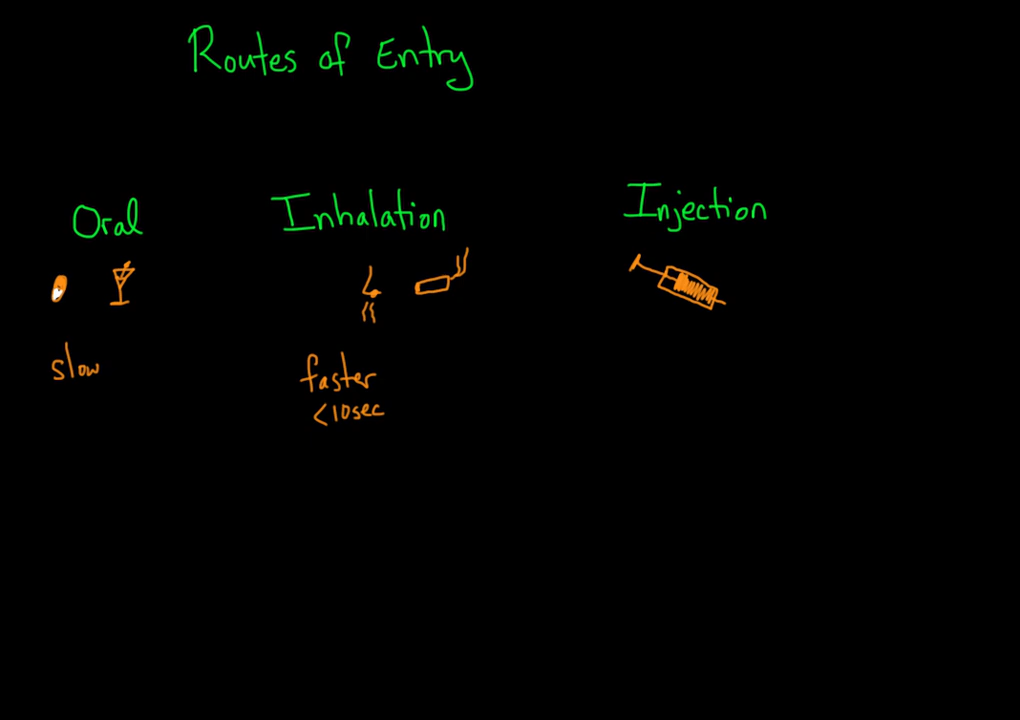 Routes of Entry
Oral
Inhalation
Injection
slow
faster
<10sec